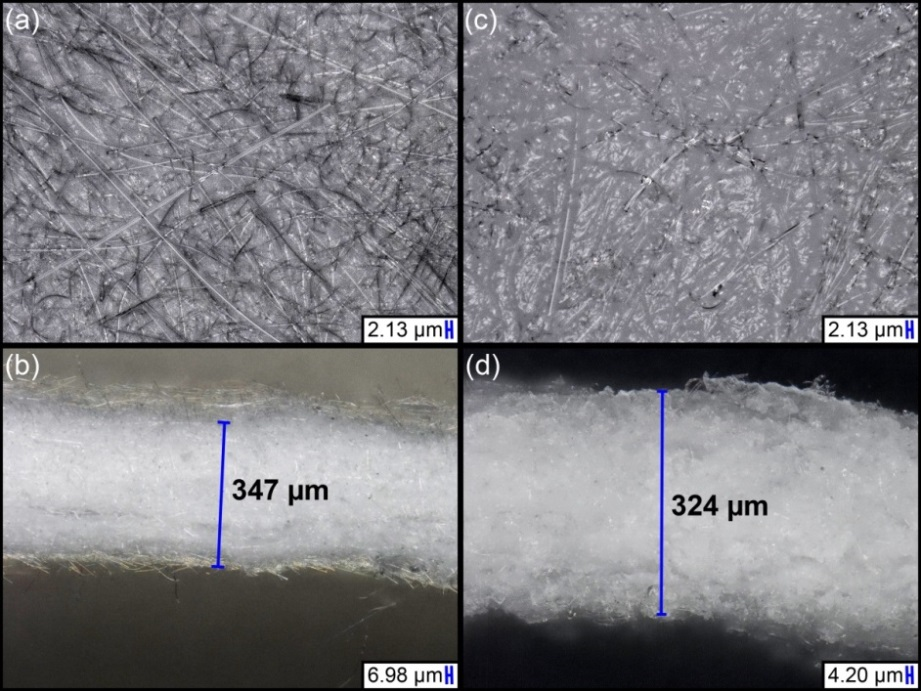 (a)
2.13 µm
(c)
2.13 µm
(b)
347 µm
6.98 µm
(d)
324 µm
4.20 µm